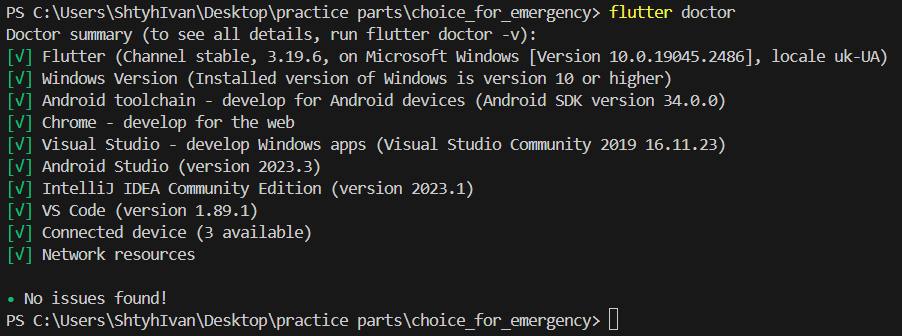 PS C:\Users\ShtyhIvan\Desktop\practice parts\choice_for_emergency> flutter doctor
Doctor summary (to see all details, run flutter doctor -v):
[√] Flutter (Channel stable, 3.19.6, on Microsoft Windows [Version 10.0.19045.2486], locale uk-UA)
[√] Windows Version (Installed version of Windows is version 10 or higher)
[√] Android toolchain - develop for Android devices (Android SDK version 34.0.0)
[√] Chrome - develop for the web
[√] Visual Studio - develop Windows apps (Visual Studio Community 2019 16.11.23)
[√] Android Studio (version 2023.3)
[√] IntelliJ IDEA Community Edition (version 2023.1)
[√] VS Code (version 1.89.1)
[√] Connected device (3 available)
[√] Network resources
• No issues found!
PS C:\Users\ShtyhIvan\Desktop\practice parts\choice_for_emergency>